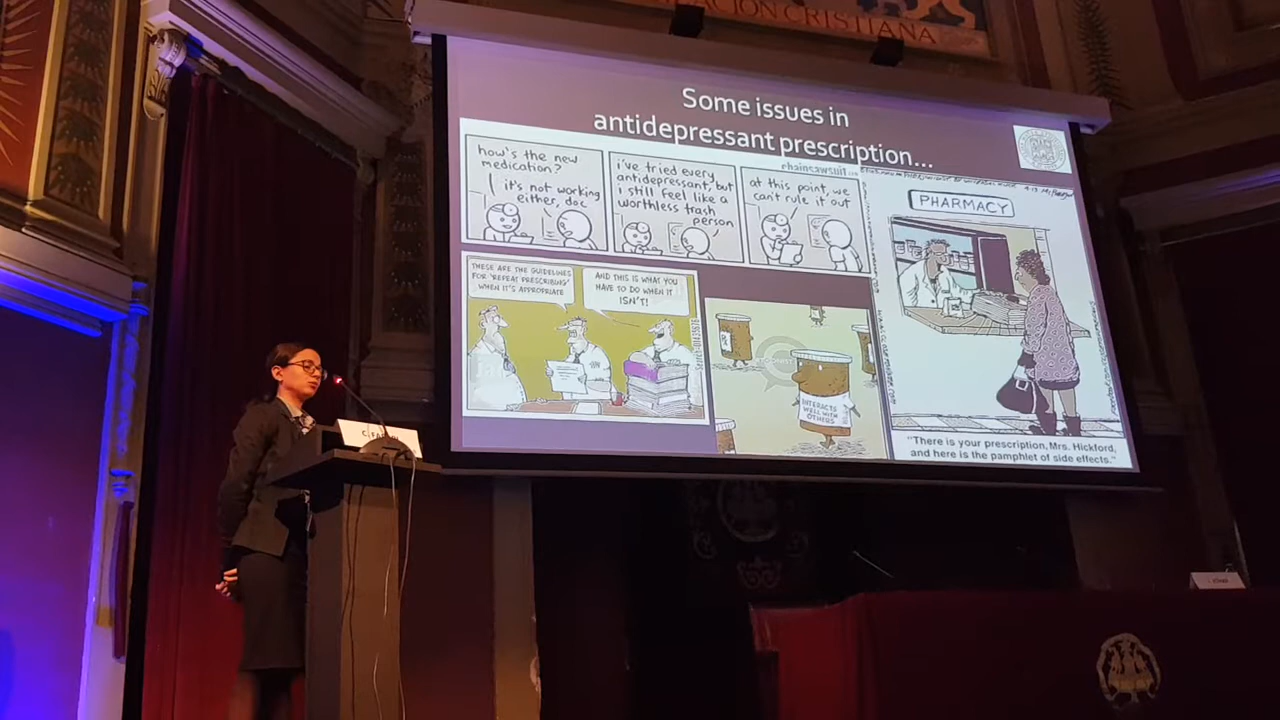 ACIÓN CRISTIANA
Some issues in
antidepressant prescription...
chainsawsuit
how's the new
medication?
it's not working
either, doc
i've tried every
antidepressant, but
i still feel like a
worthless trash
person
at this point, we
can't rule it out
PHARMACY
THESE ARE THE GUIDELINES
FOR 'REPEAT PRESCRIBING'
WHEN IT'S APPROPRIATE
AND THIS IS WHAT YOU
HAVE TO DO WHEN IT
ISN'T!
INTERACTS
WELL WITH
OTHERS
"There is your prescription, Mrs. Hickford,
and here is the pamphlet of side effects."